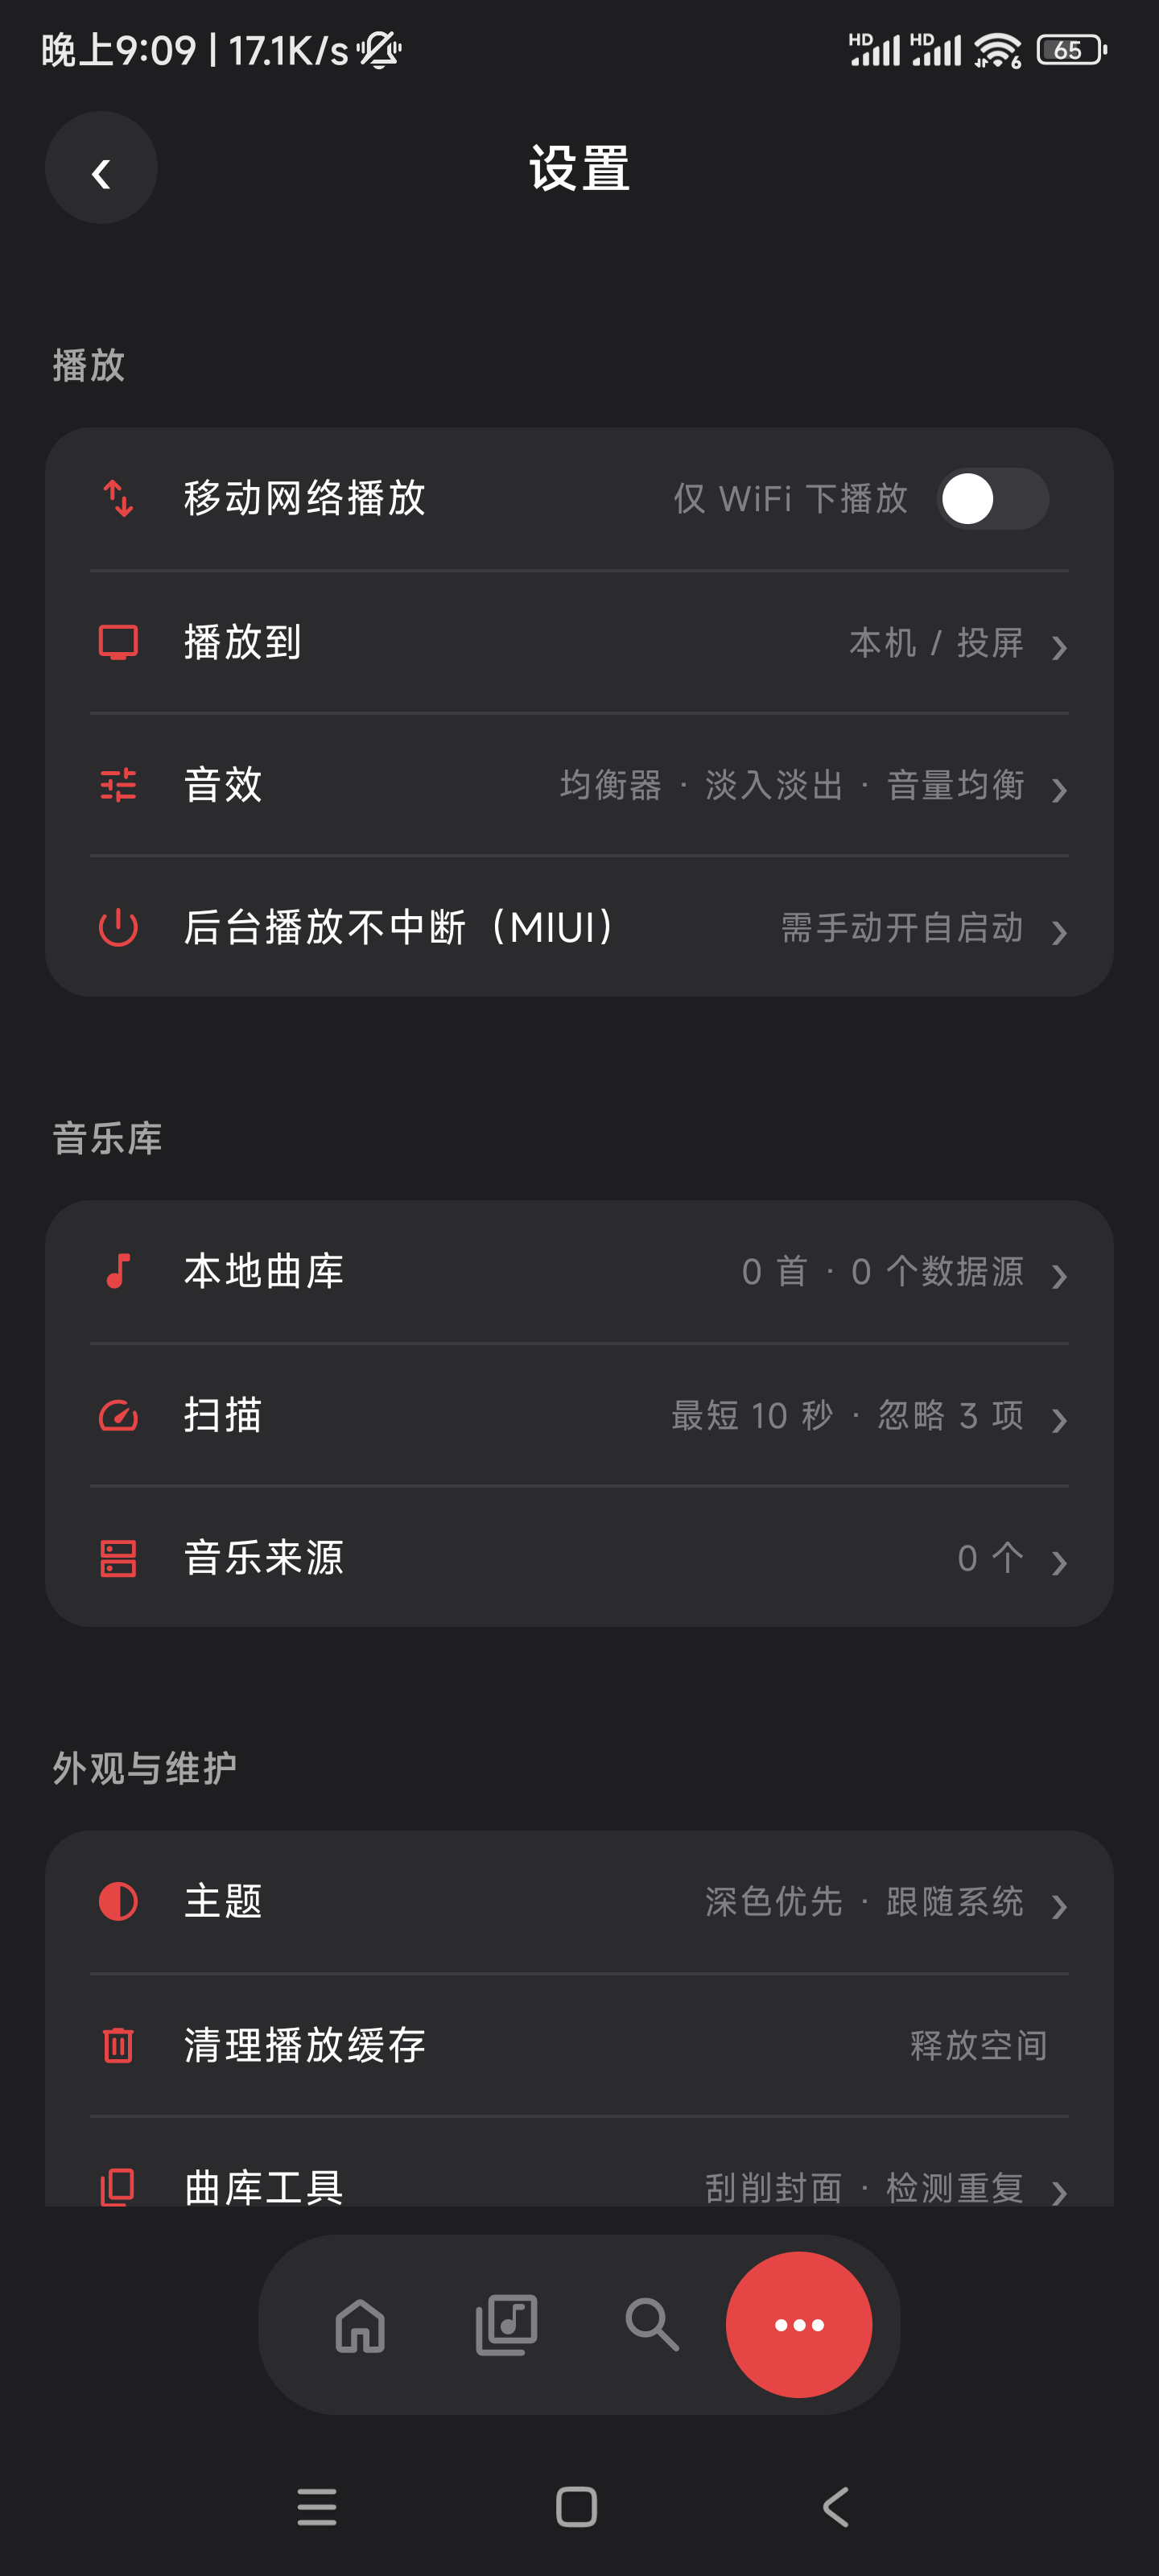 晚上9:09 | 17.1K/s
HD HD 6 65
设置
播放
移动网络播放 仅 WiFi 下播放
播放到 本机 / 投屏
音效 均衡器 · 淡入淡出 · 音量均衡
后台播放不中断（MIUI） 需手动开自启动
音乐库
本地曲库 0 首 · 0 个数据源
扫描 最短 10 秒 · 忽略 3 项
音乐来源 0 个
外观与维护
主题 深色优先 · 跟随系统
清理播放缓存 释放空间
曲库工具 刮削封面 · 检测重复